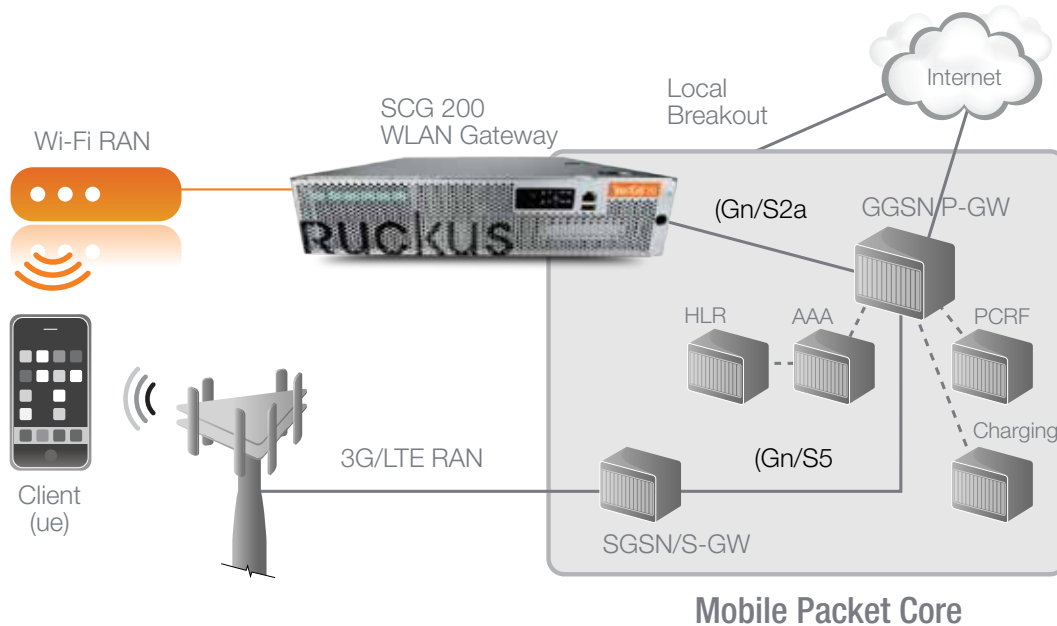 Internet
Local
Breakout
SCG 200
WLAN Gateway
Wi-Fi RAN
RUCKUS
(Gn/S2a
GGSN/P-GW
HLR
AAA
PCRF
Charging
3G/LTE RAN
(Gn/S5
Client
(ue)
SGSN/S-GW
Mobile Packet Core